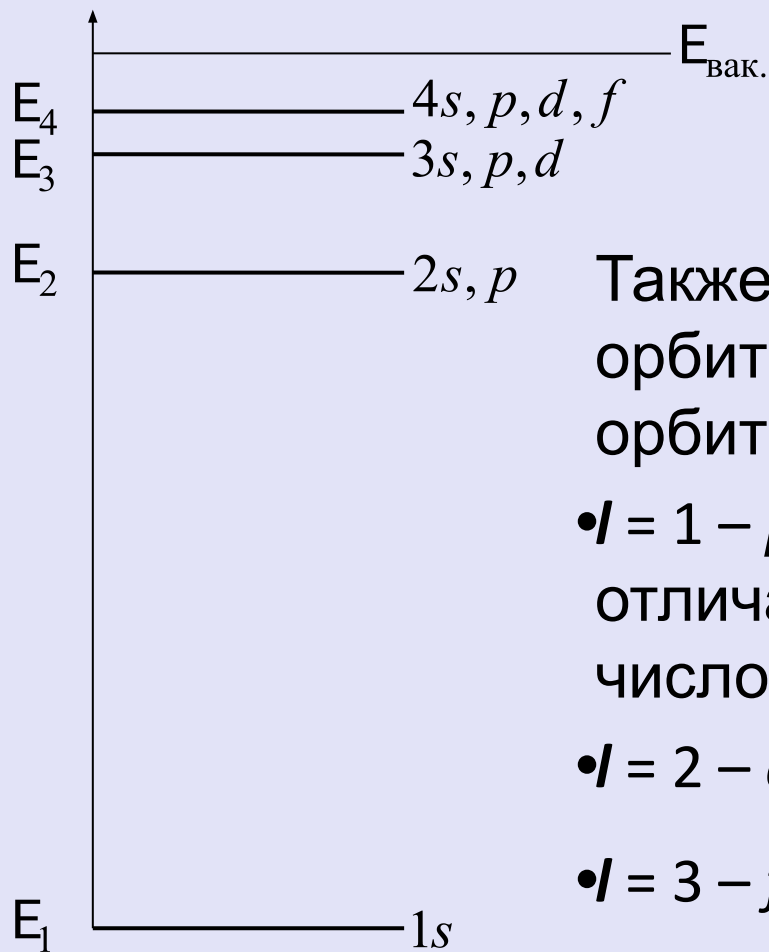 Eвак.
E4 4s, p, d, f
E3 3s, p, d
E2 2s, p
Также
орбит
орбит
•l = 1 –
отлича
число
•l = 2 –
•l = 3 –
E1 1s